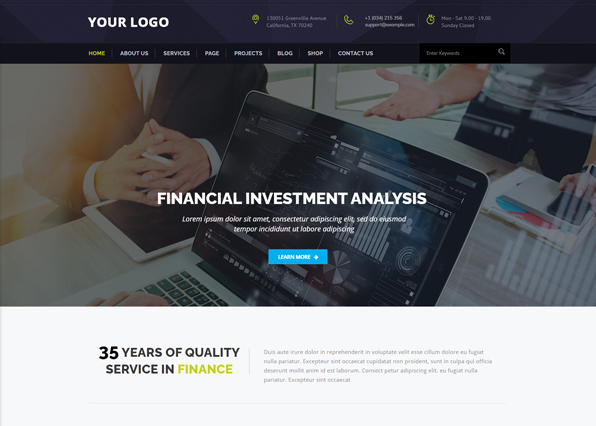 YOUR LOGO
130051 Greenville Avenue
California, TX 70240
+1 (034) 215 356
support@example.com
Mon - Sat 9.00 - 19.00
Sunday Closed
HOME
ABOUT US
SERVICES
PAGE
PROJECTS
BLOG
SHOP
CONTACT US
Enter Keywords
FINANCIAL INVESTMENT ANALYSIS
Lorem ipsum dolor sit amet, consectetur adipiscing elit, sed do eiusmod
tempor incididunt ut labore adipiscing
LEARN MORE
35 YEARS OF QUALITY
SERVICE IN FINANCE
Duis aute irure dolor in reprehenderit in voluptate velit esse cillum dolore eu fugiat
nulla pariatur. Excepteur sint occaecat cupidatat non proident, sunt in culpa qui officia
deserunt mollit anim id est laborum. Consect petur adipiscing elit. eu fugiat nulla
pariatur. Excepteur sint occaecat